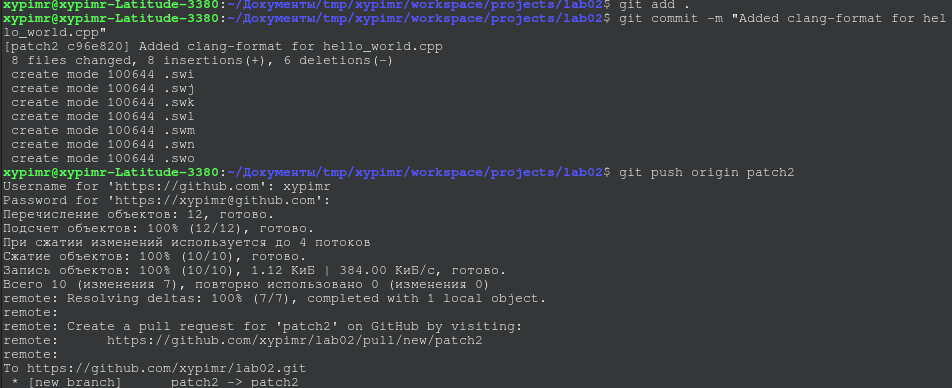 xypimr@xypimr-Latitude-3380:~/Документы/tmp/xypimr/workspace/projects/lab02$ git add .
xypimr@xypimr-Latitude-3380:~/Документы/tmp/xypimr/workspace/projects/lab02$ git commit -m "Added clang-format for hel
lo_world.cpp"
[patch2 c96e820] Added clang-format for hello_world.cpp
 8 files changed, 8 insertions(+), 6 deletions(-)
 create mode 100644 .swi
 create mode 100644 .swj
 create mode 100644 .swk
 create mode 100644 .swl
 create mode 100644 .swm
 create mode 100644 .swn
 create mode 100644 .swo
xypimr@xypimr-Latitude-3380:~/Документы/tmp/xypimr/workspace/projects/lab02$ git push origin patch2
Username for 'https://github.com': xypimr
Password for 'https://xypimr@github.com':
Перечисление объектов: 12, готово.
Подсчет объектов: 100% (12/12), готово.
При сжатии изменений используется до 4 потоков
Сжатие объектов: 100% (10/10), готово.
Запись объектов: 100% (10/10), 1.12 КиБ | 384.00 КиБ/с, готово.
Всего 10 (изменения 7), повторно использовано 0 (изменения 0)
remote: Resolving deltas: 100% (7/7), completed with 1 local object.
remote:
remote: Create a pull request for 'patch2' on GitHub by visiting:
remote:      https://github.com/xypimr/lab02/pull/new/patch2
remote:
To https://github.com/xypimr/lab02.git
 * [new branch]      patch2 -> patch2